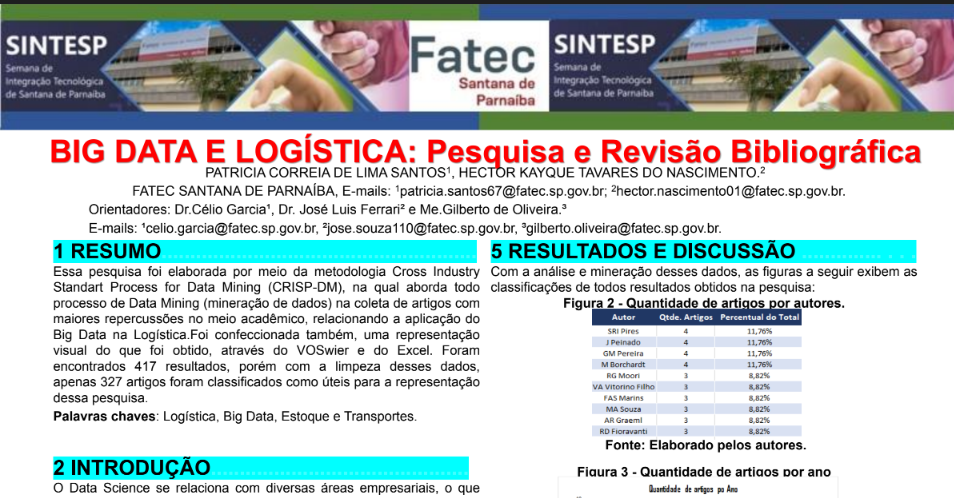 SINTESP
Semana de
Integração Tecnológica
de Santana de Parnaíba
Fatec
Santana de
Parnaíba
SINTESP
Semana de
Integração Tecnológica
de Santana de Parnaíba
BIG DATA E LOGÍSTICA: Pesquisa e Revisão Bibliográfica
PATRICIA CORREIA DE LIMA SANTOS¹, HECTOR KAYQUE TAVARES DO NASCIMENTO.²
FATEC SANTANA DE PARNAÍBA, E-mails: ¹patricia.santos67@fatec.sp.gov.br; ²hector.nascimento01@fatec.sp.gov.br.
Orientadores: Dr.Célio Garcia¹, Dr. José Luis Ferrari² e Me.Gilberto de Oliveira.³
E-mails: ¹celio.garcia@fatec.sp.gov.br, ²jose.souza110@fatec.sp.gov.br, ³gilberto.oliveira@fatec.sp.gov.br.
1 RESUMO
Essa pesquisa foi elaborada por meio da metodologia Cross Industry
Standart Process for Data Mining (CRISP-DM), na qual aborda todo
processo de Data Mining (mineração de dados) na coleta de artigos com
maiores repercussões no meio acadêmico, relacionando a aplicação do
Big Data na Logística.Foi confeccionada também, uma representação
visual do que foi obtido, através do VOSwier e do Excel. Foram
encontrados 417 resultados, porém com a limpeza desses dados,
apenas 327 artigos foram classificados como úteis para a representação
dessa pesquisa.
Palavras chaves: Logística, Big Data, Estoque e Transportes.
2 INTRODUÇÃO
O Data Science se relaciona com diversas áreas empresariais, o que
5 RESULTADOS E DISCUSSÃO
Com a análise e mineração desses dados, as figuras a seguir exibem as
classificações de todos resultados obtidos na pesquisa:
Figura 2 - Quantidade de artigos por autores.
Autor Qtde. Artigos Percentual do Total
SRI Pires 4 11,76%
J Peinado 4 11,76%
GM Pereira 4 11,76%
M Borchardt 4 11,76%
RG Moori 3 8,82%
VA Vitorino Filho 3 8,82%
FAS Marins 3 8,82%
MA Souza 3 8,82%
AR Graeml 3 8,82%
RD Fioravanti 3 8,82%
Fonte: Elaborado pelos autores.
Figura 3 - Quantidade de artigos por ano
Quantidade de artigos po Ano